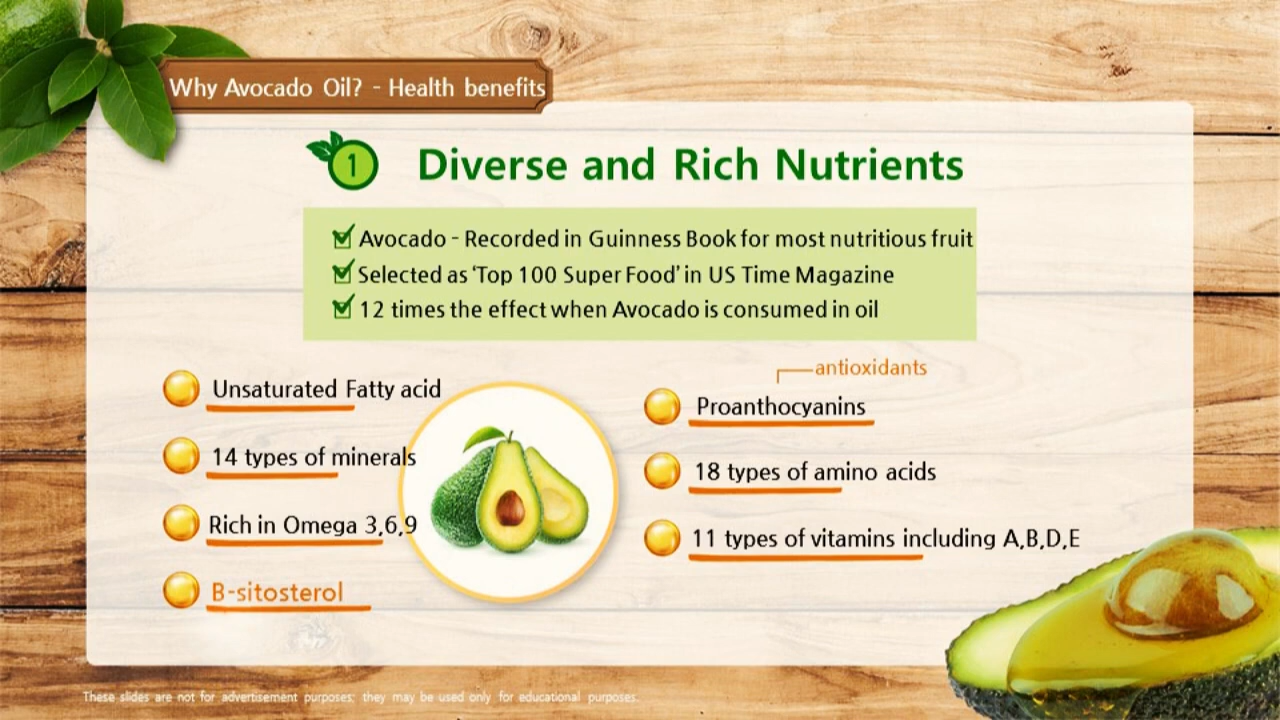 Why Avocado Oil? - Health benefits
1 Diverse and Rich Nutrients
Avocado - Recorded in Guinness Book for most nutritious fruit
Selected as ‘Top 100 Super Food’ in US Time Magazine
12 times the effect when Avocado is consumed in oil
Unsaturated Fatty acid
14 types of minerals
Rich in Omega 3,6,9
B-sitosterol
antioxidants
Proanthocyanins
18 types of amino acids
11 types of vitamins including A,B,D,E
These slides are not for advertisement purposes; they may be used only for educational purposes.